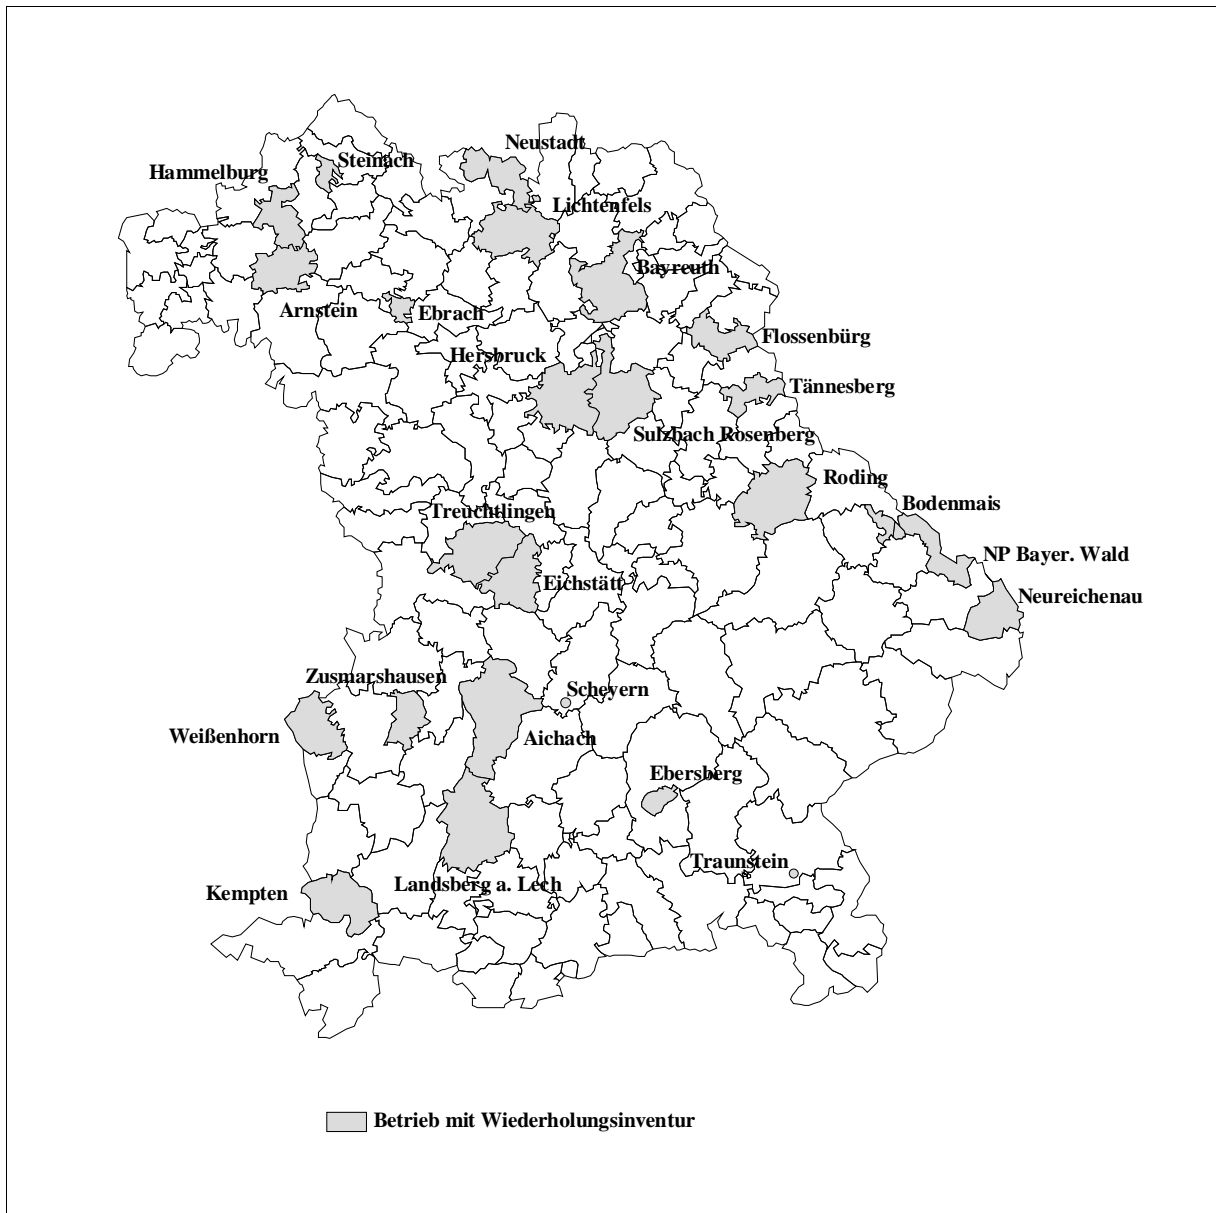 Neustadt
Steinach
Hammelburg
Lichtenfels
Bayreuth
Arnstein
Ebrach
Flossenbürg
Hersbruck
Tännesberg
Sulzbach Rosenberg
Roding
Bodenmais
Treuchtlingen
NP Bayer. Wald
Eichstätt
Neureichenau
Zusmarshausen
Scheyern
Weißenhorn
Aichach
Ebersberg
Traunstein
Landsberg a. Lech
Kempten
Betrieb mit Wiederholungsinventur